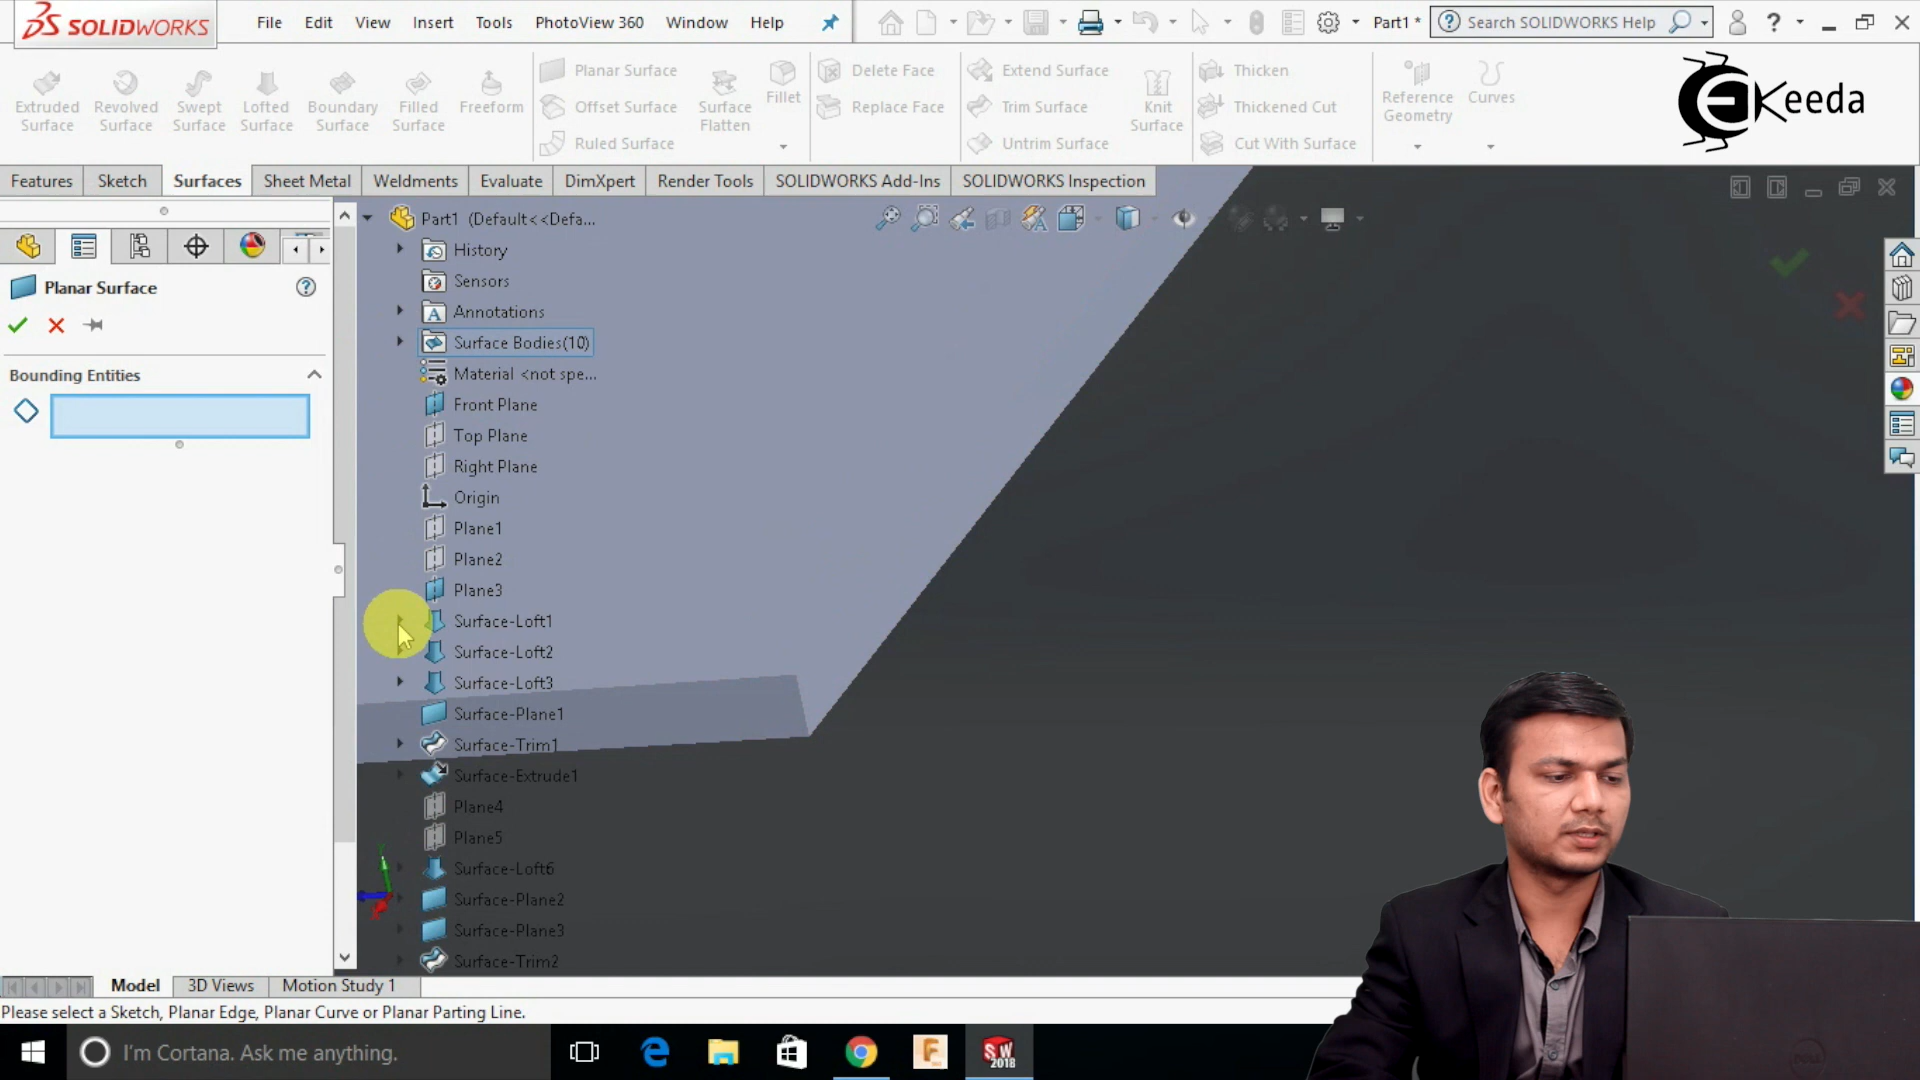 SOLIDWORKS
File Edit View Insert Tools PhotoView 360 Window Help
Part1 *
Search SOLIDWORKS Help
?
Extruded Surface
Revolved Surface
Swept Surface
Lofted Surface
Boundary Surface
Filled Surface
Freeform
Planar Surface
Offset Surface
Ruled Surface
Surface Flatten
Fillet
Delete Face
Replace Face
Extend Surface
Trim Surface
Untrim Surface
Knit Surface
Thicken
Thickened Cut
Cut With Surface
Reference Geometry
Curves
Keeda
Features Sketch Surfaces Sheet Metal Weldments Evaluate DimXpert Render Tools SOLIDWORKS Add-Ins SOLIDWORKS Inspection
Planar Surface
Bounding Entities
Part1 (Default<<Defa...
History
Sensors
Annotations
Surface Bodies(10)
Material <not spe...
Front Plane
Top Plane
Right Plane
Origin
Plane1
Plane2
Plane3
Surface-Loft1
Surface-Loft2
Surface-Loft3
Surface-Plane1
Surface-Trim1
Surface-Extrude1
Plane4
Plane5
Surface-Loft6
Surface-Plane2
Surface-Plane3
Surface-Trim2
Model 3D Views Motion Study 1
Please select a Sketch, Planar Edge, Planar Curve or Planar Parting Line.
I'm Cortana. Ask me anything.
SW
2018